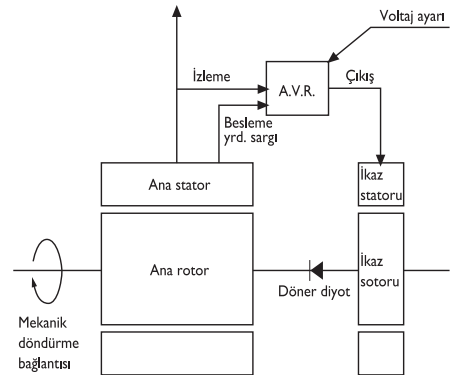 Voltaj ayarı
İzleme
A.V.R.
Çıkış
Besleme
yrd. sargı
Ana stator
İkaz
statoru
Ana rotor
Döner diyot
İkaz
sotoru
Mekanik
döndürme
bağlantısı